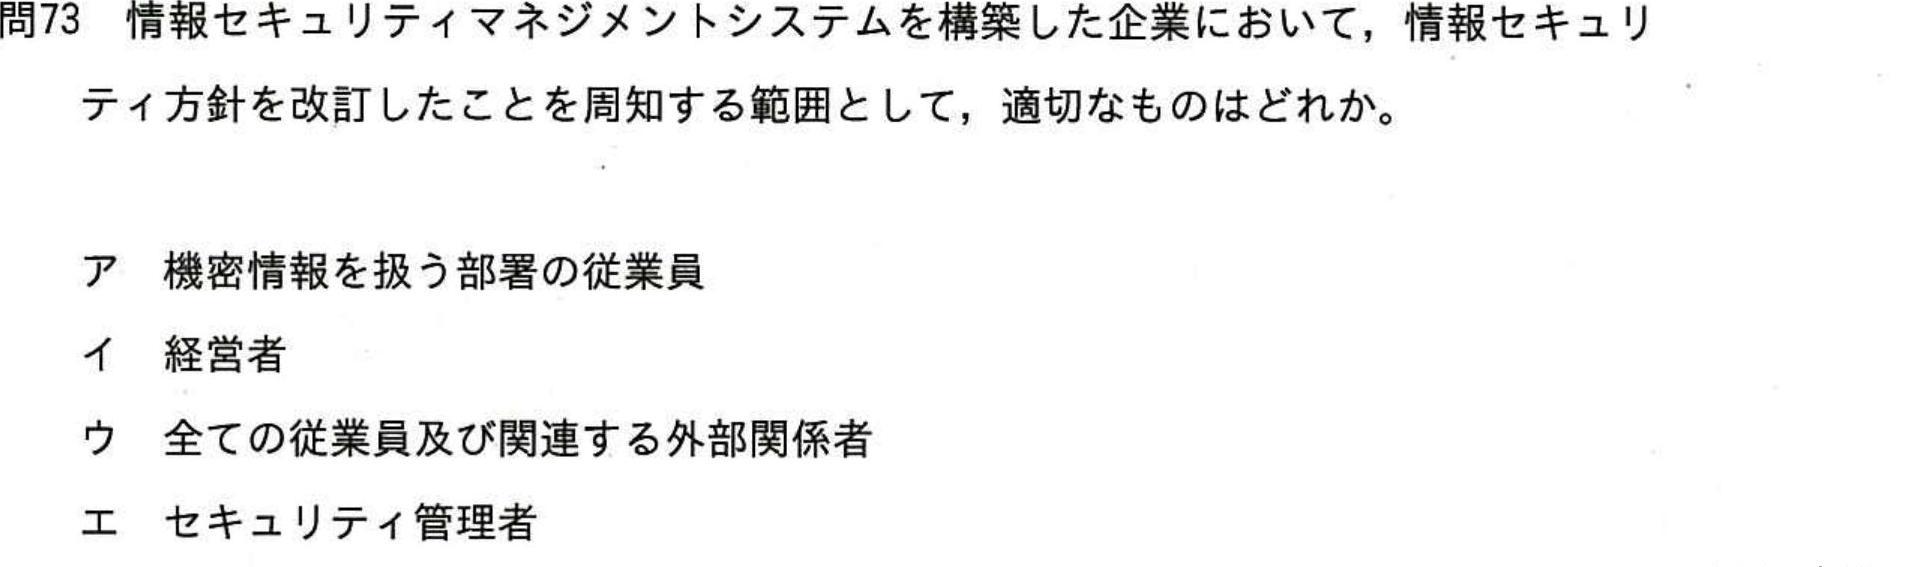 問73 情報セキュリティマネジメントシステムを構築した企業において，情報セキュリ
ティ方針を改訂したことを周知する範囲として，適切なものはどれか。
ア 機密情報を扱う部署の従業員
イ 経営者
ウ 全ての従業員及び関連する外部関係者
エ セキュリティ管理者